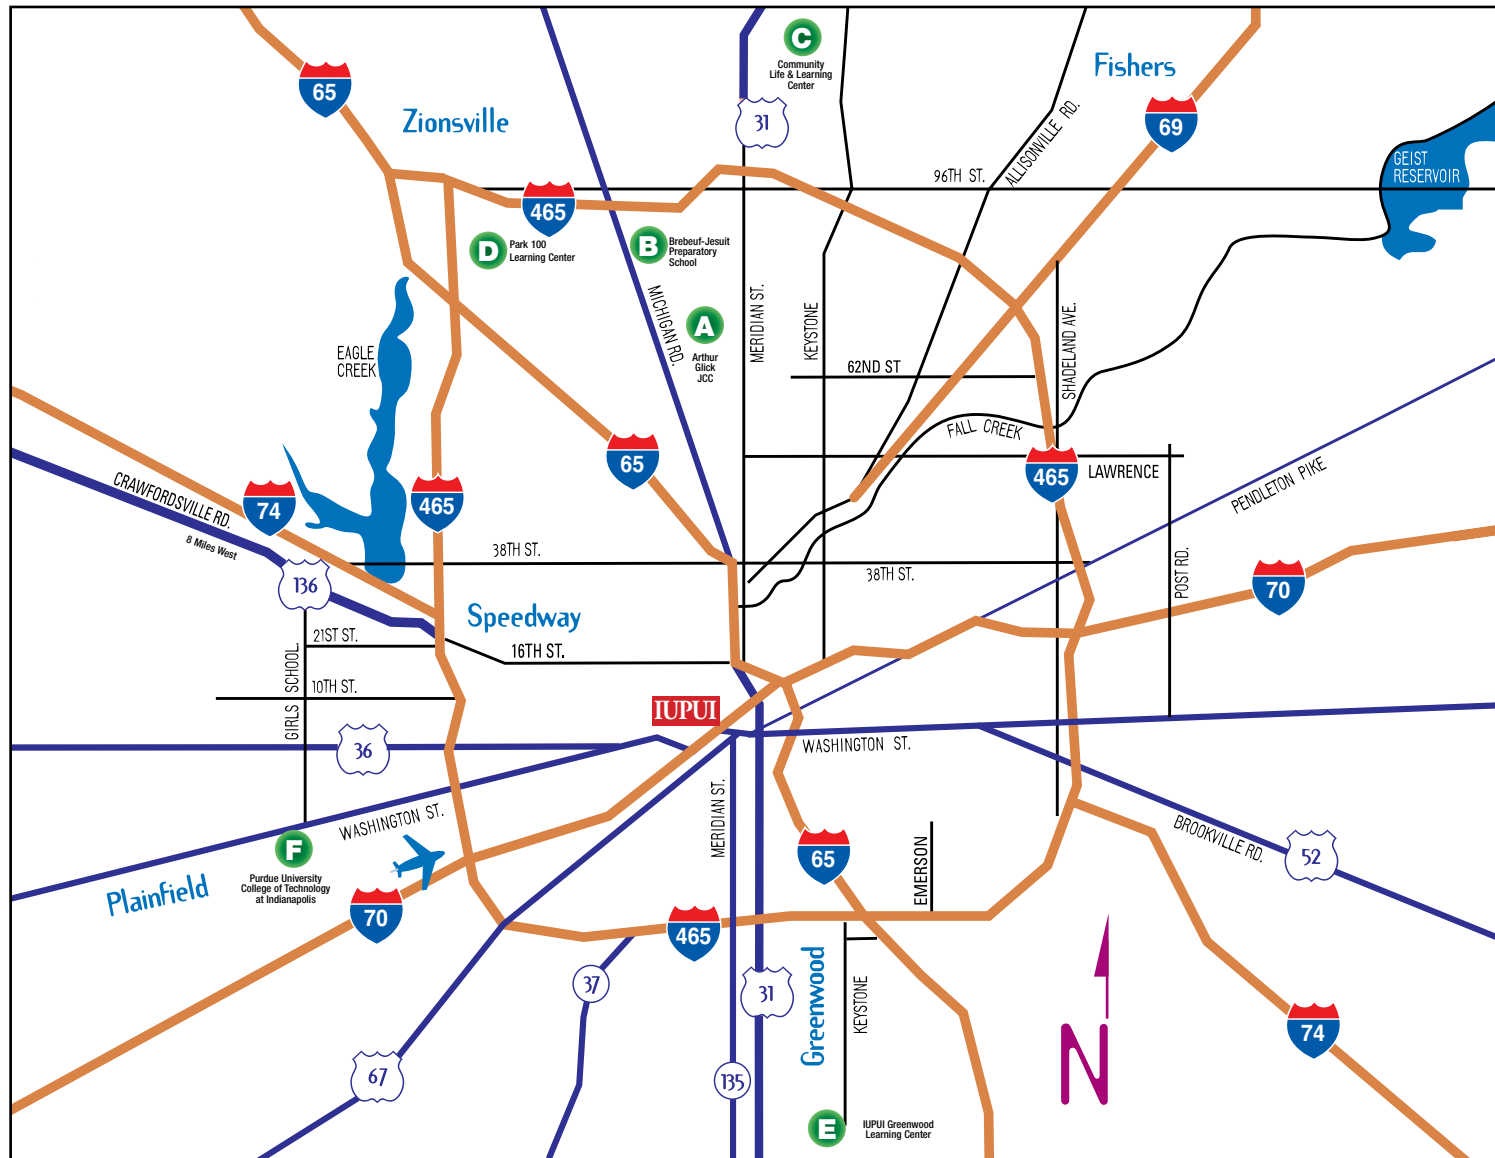 C
Community
Life & Learning
Center
Fishers
65
Zionsville
31
69
ALLISONVILLE RD.
GEIST
RESERVOIR
96TH ST.
465
D
Park 100
Learning Center
B
Brebeuf-Jesuit
Preparatory
School
MICHIGAN RD.
A
Arthur
Glick
JCC
MERIDIAN ST.
KEYSTONE
SHADELAND AVE.
EAGLE
CREEK
62ND ST
FALL CREEK
65
465
LAWRENCE
PENDLETON PIKE
CRAWFORDSVILLE RD.
8 Miles West
74
465
38TH ST.
38TH ST.
POST RD.
70
136
Speedway
21ST ST.
16TH ST.
GIRLS SCHOOL
10TH ST.
IUPUI
36
WASHINGTON ST.
WASHINGTON ST.
MERIDIAN ST.
F
Purdue University
College of Technology
at Indianapolis
Plainfield
70
65
EMERSON
BROOKVILLE RD.
52
465
37
31
Greenwood
KEYSTONE
74
N
67
135
E
IUPUI Greenwood
Learning Center